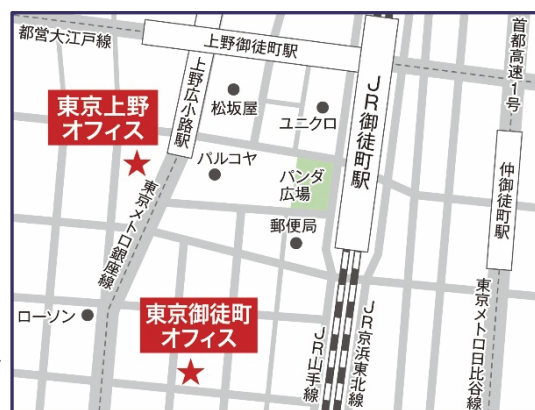 都営大江戸線
上野御徒町駅
首都高速1号
上野広小路駅
松坂屋
ユニクロ
JR御徒町駅
東京上野
オフィス
パルコヤ
パンダ
広場
仲御徒町駅
東京メトロ銀座線
郵便局
ローソン
東京御徒町
オフィス
JR山手線
JR京浜東北線
東京メトロ日比谷線